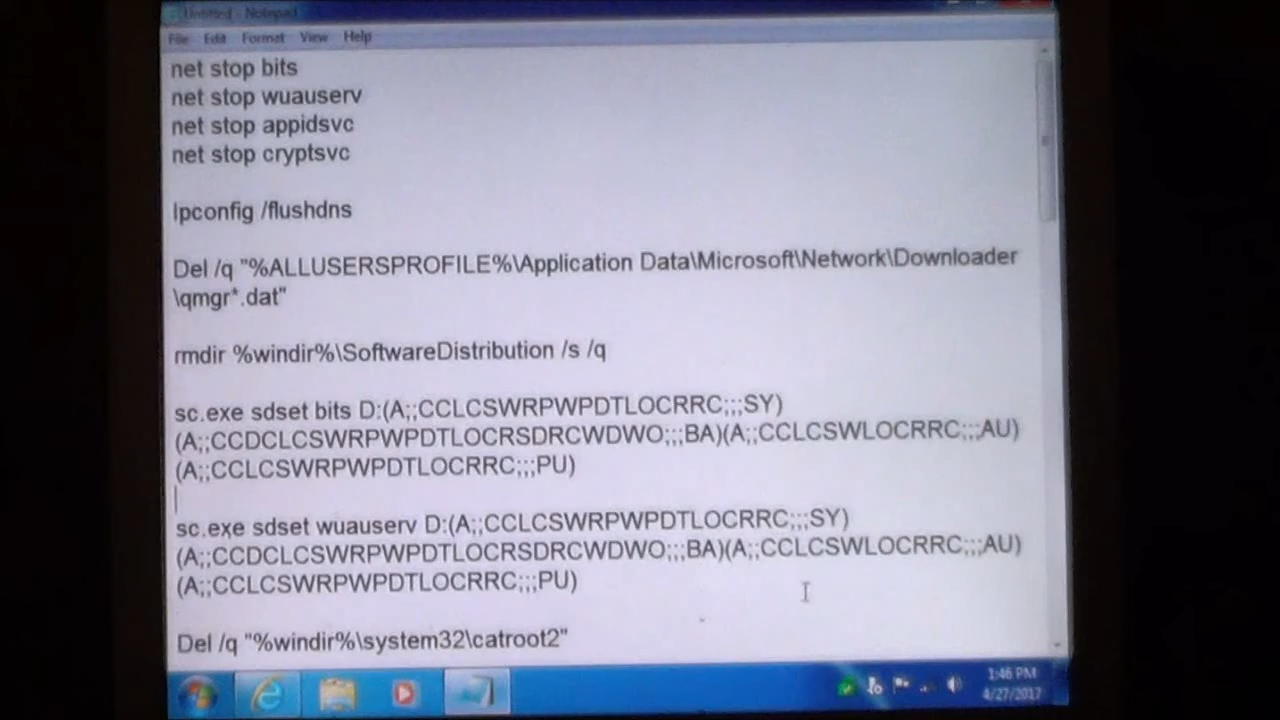 Untitled - Notepad
File Edit Format View Help
net stop bits
net stop wuauserv
net stop appidsvc
net stop cryptsvc
Ipconfig /flushdns
Del /q "%ALLUSERSPROFILE%\Application Data\Microsoft\Network\Downloader
\qmgr*.dat"
rmdir %windir%\SoftwareDistribution /s /q
sc.exe sdset bits D:(A;;CCLCSWRPWPDTLOCRRC;;;SY)
(A;;CCDCLCSWRPWPDTLOCRSDRCWDWO;;;BA)(A;;CCLCSWLOCRRC;;;AU)
(A;;CCLCSWRPWPDTLOCRRC;;;PU)
sc.exe sdset wuauserv D:(A;;CCLCSWRPWPDTLOCRRC;;;SY)
(A;;CCDCLCSWRPWPDTLOCRSDRCWDWO;;;BA)(A;;CCLCSWLOCRRC;;;AU)
(A;;CCLCSWRPWPDTLOCRRC;;;PU)
Del /q "%windir%\system32\catroot2"
1:46 PM
4/27/2017